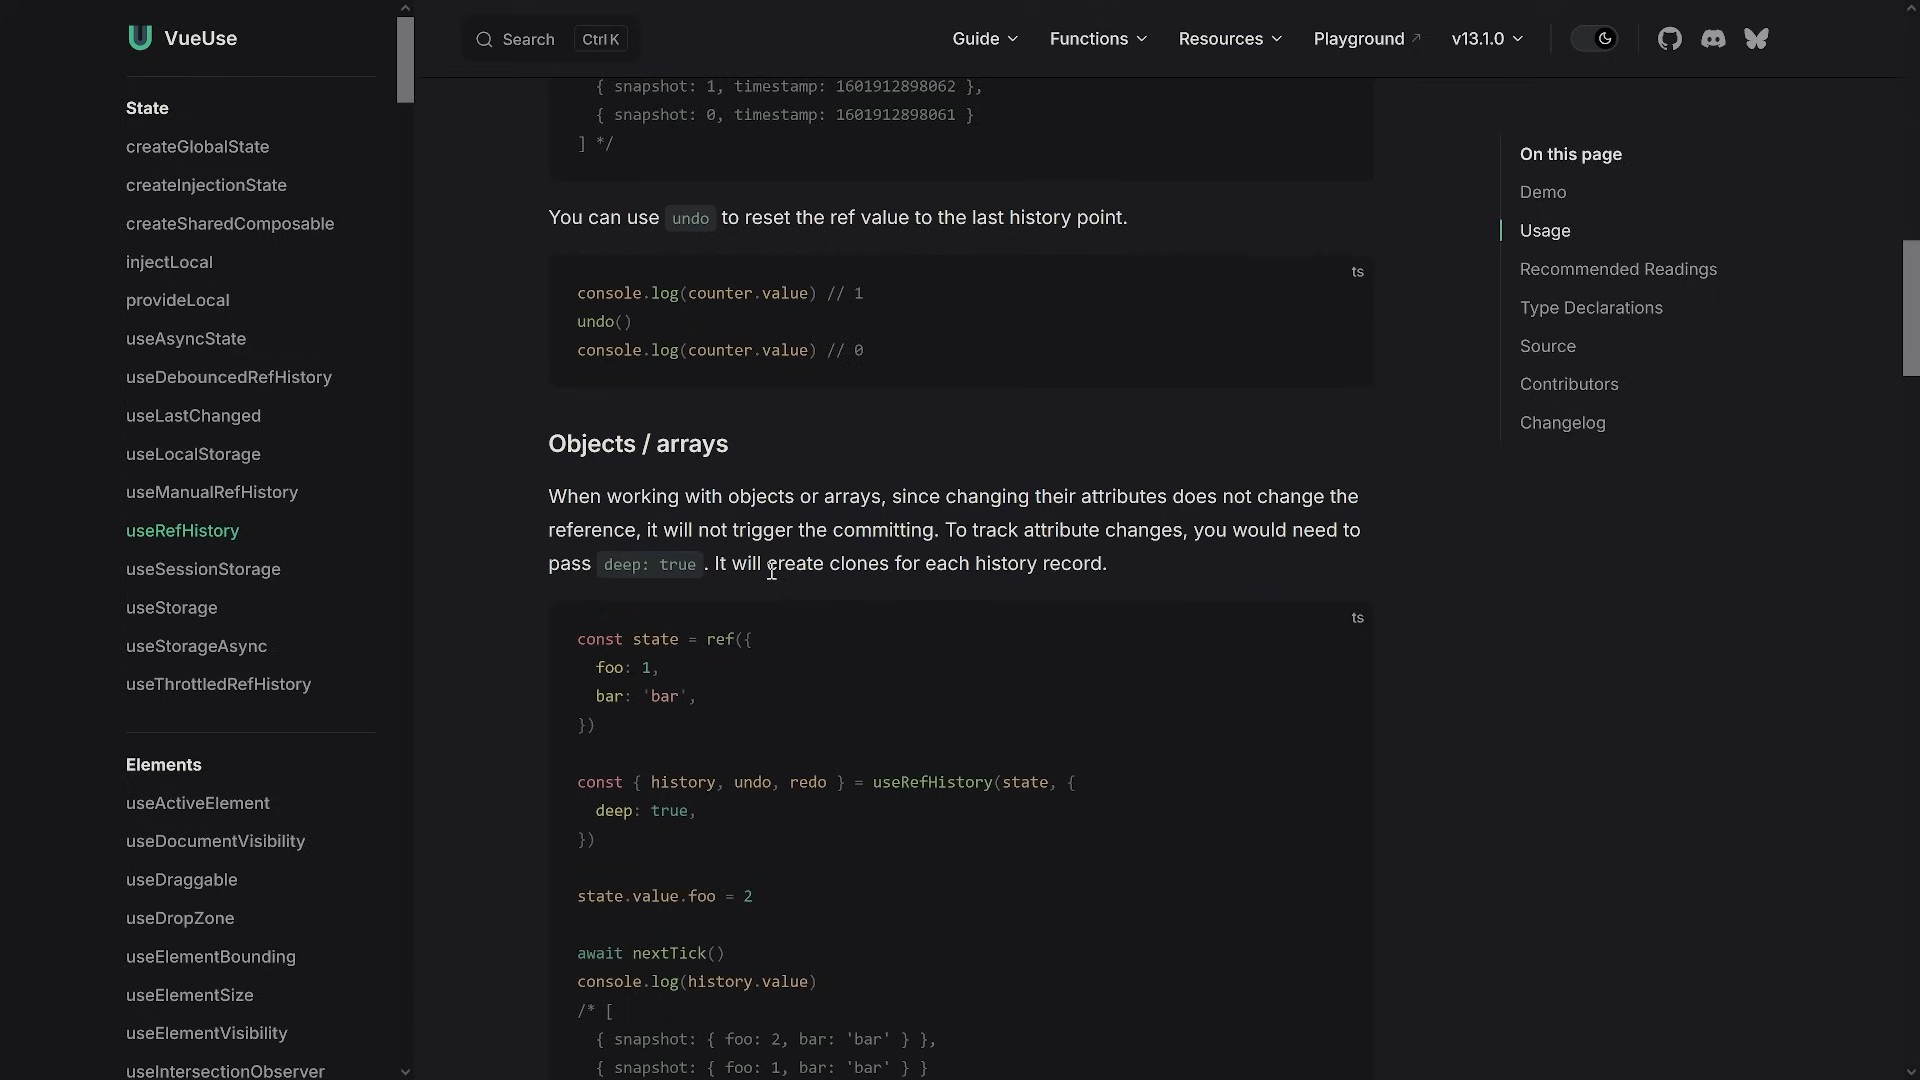 VueUse
Search Ctrl K
Guide
Functions
Resources
Playground
v13.1.0
State
createGlobalState
createInjectionState
createSharedComposable
injectLocal
provideLocal
useAsyncState
useDebouncedRefHistory
useLastChanged
useLocalStorage
useManualRefHistory
useRefHistory
useSessionStorage
useStorage
useStorageAsync
useThrottledRefHistory
Elements
useActiveElement
useDocumentVisibility
useDraggable
useDropZone
useElementBounding
useElementSize
useElementVisibility
useIntersectionObserver
{ snapshot: 1, timestamp: 1601912898062 },
{ snapshot: 0, timestamp: 1601912898061 }
] */
You can use undo to reset the ref value to the last history point.
ts
console.log(counter.value) // 1
undo()
console.log(counter.value) // 0
Objects / arrays
When working with objects or arrays, since changing their attributes does not change the
reference, it will not trigger the committing. To track attribute changes, you would need to
pass deep: true . It will create clones for each history record.
ts
const state = ref({
foo: 1,
bar: 'bar',
})
const { history, undo, redo } = useRefHistory(state, {
deep: true,
})
state.value.foo = 2
await nextTick()
console.log(history.value)
/* [
{ snapshot: { foo: 2, bar: 'bar' } },
{ snapshot: { foo: 1, bar: 'bar' } }
On this page
Demo
Usage
Recommended Readings
Type Declarations
Source
Contributors
Changelog